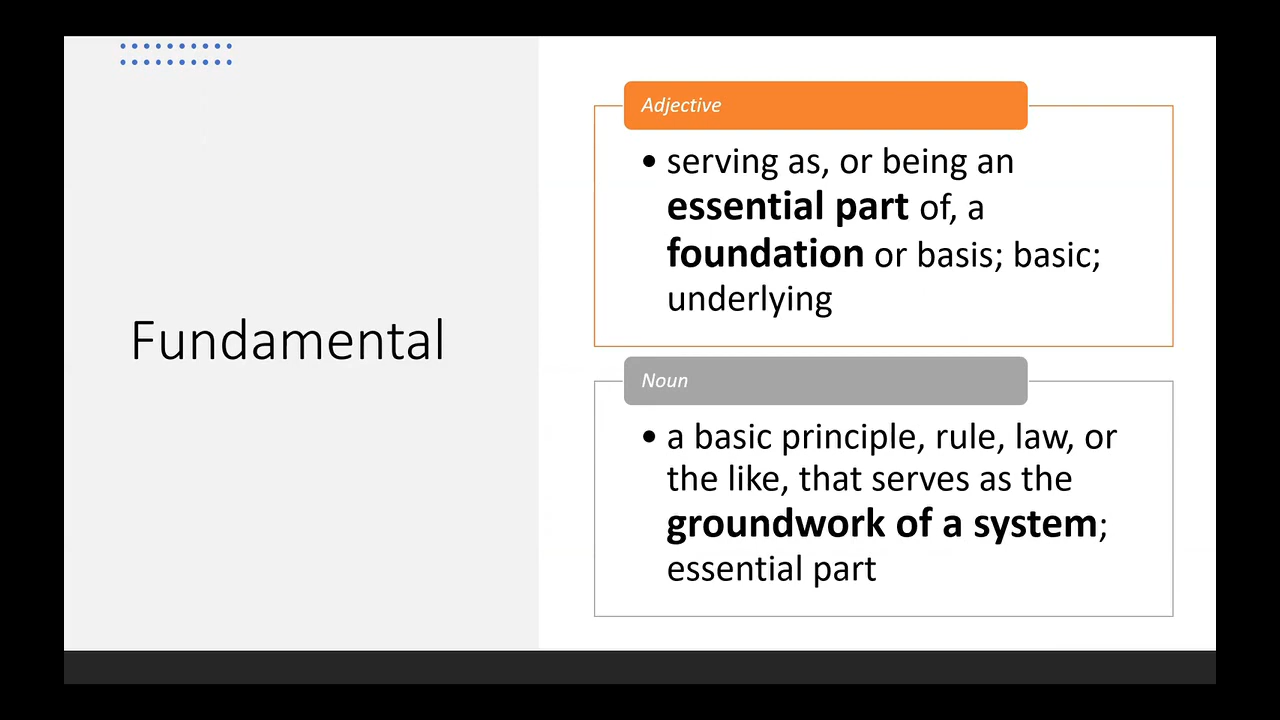 Fundamental
Adjective
• serving as, or being an
essential part of, a
foundation or basis; basic;
underlying
Noun
• a basic principle, rule, law, or
the like, that serves as the
groundwork of a system;
essential part